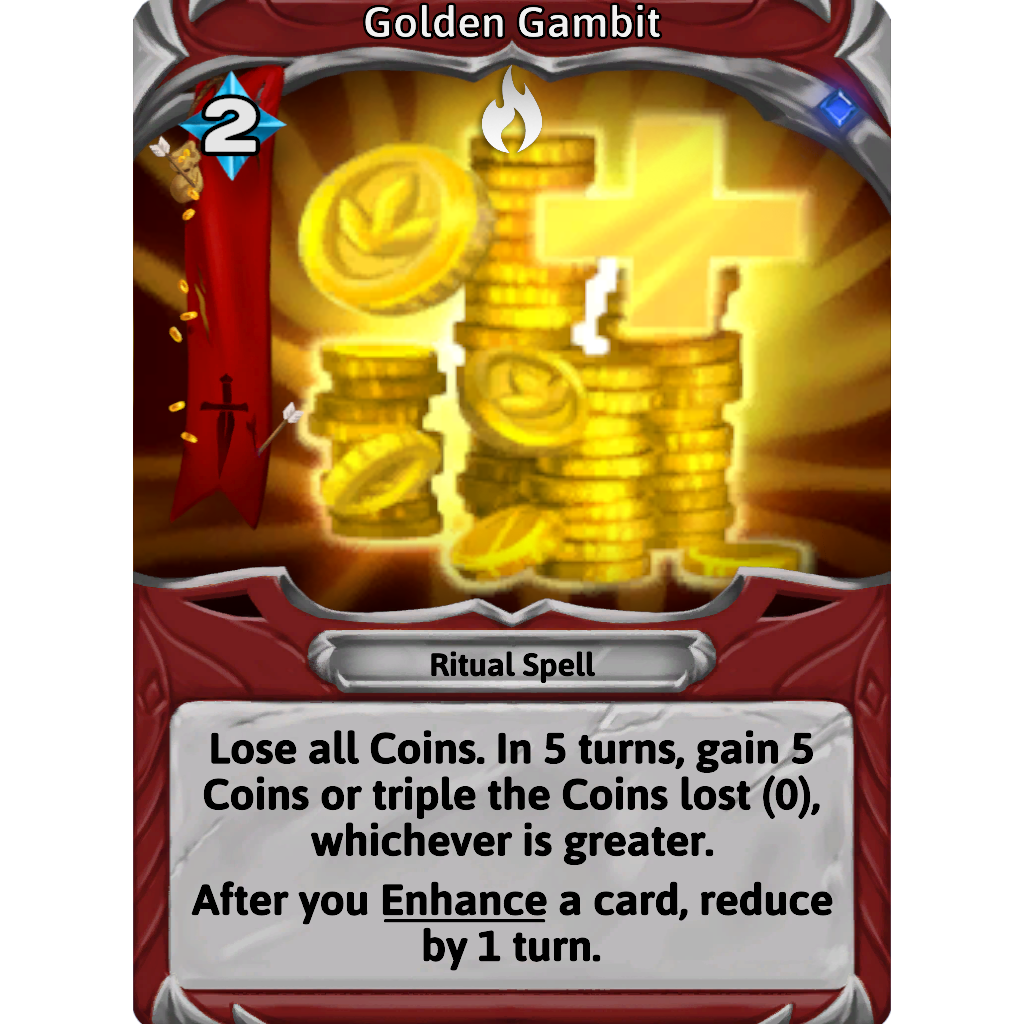 Golden Gambit
2
Ritual Spell
Lose all Coins. In 5 turns, gain 5
Coins or triple the Coins lost (0),
whichever is greater.
After you Enhance a card, reduce
by 1 turn.